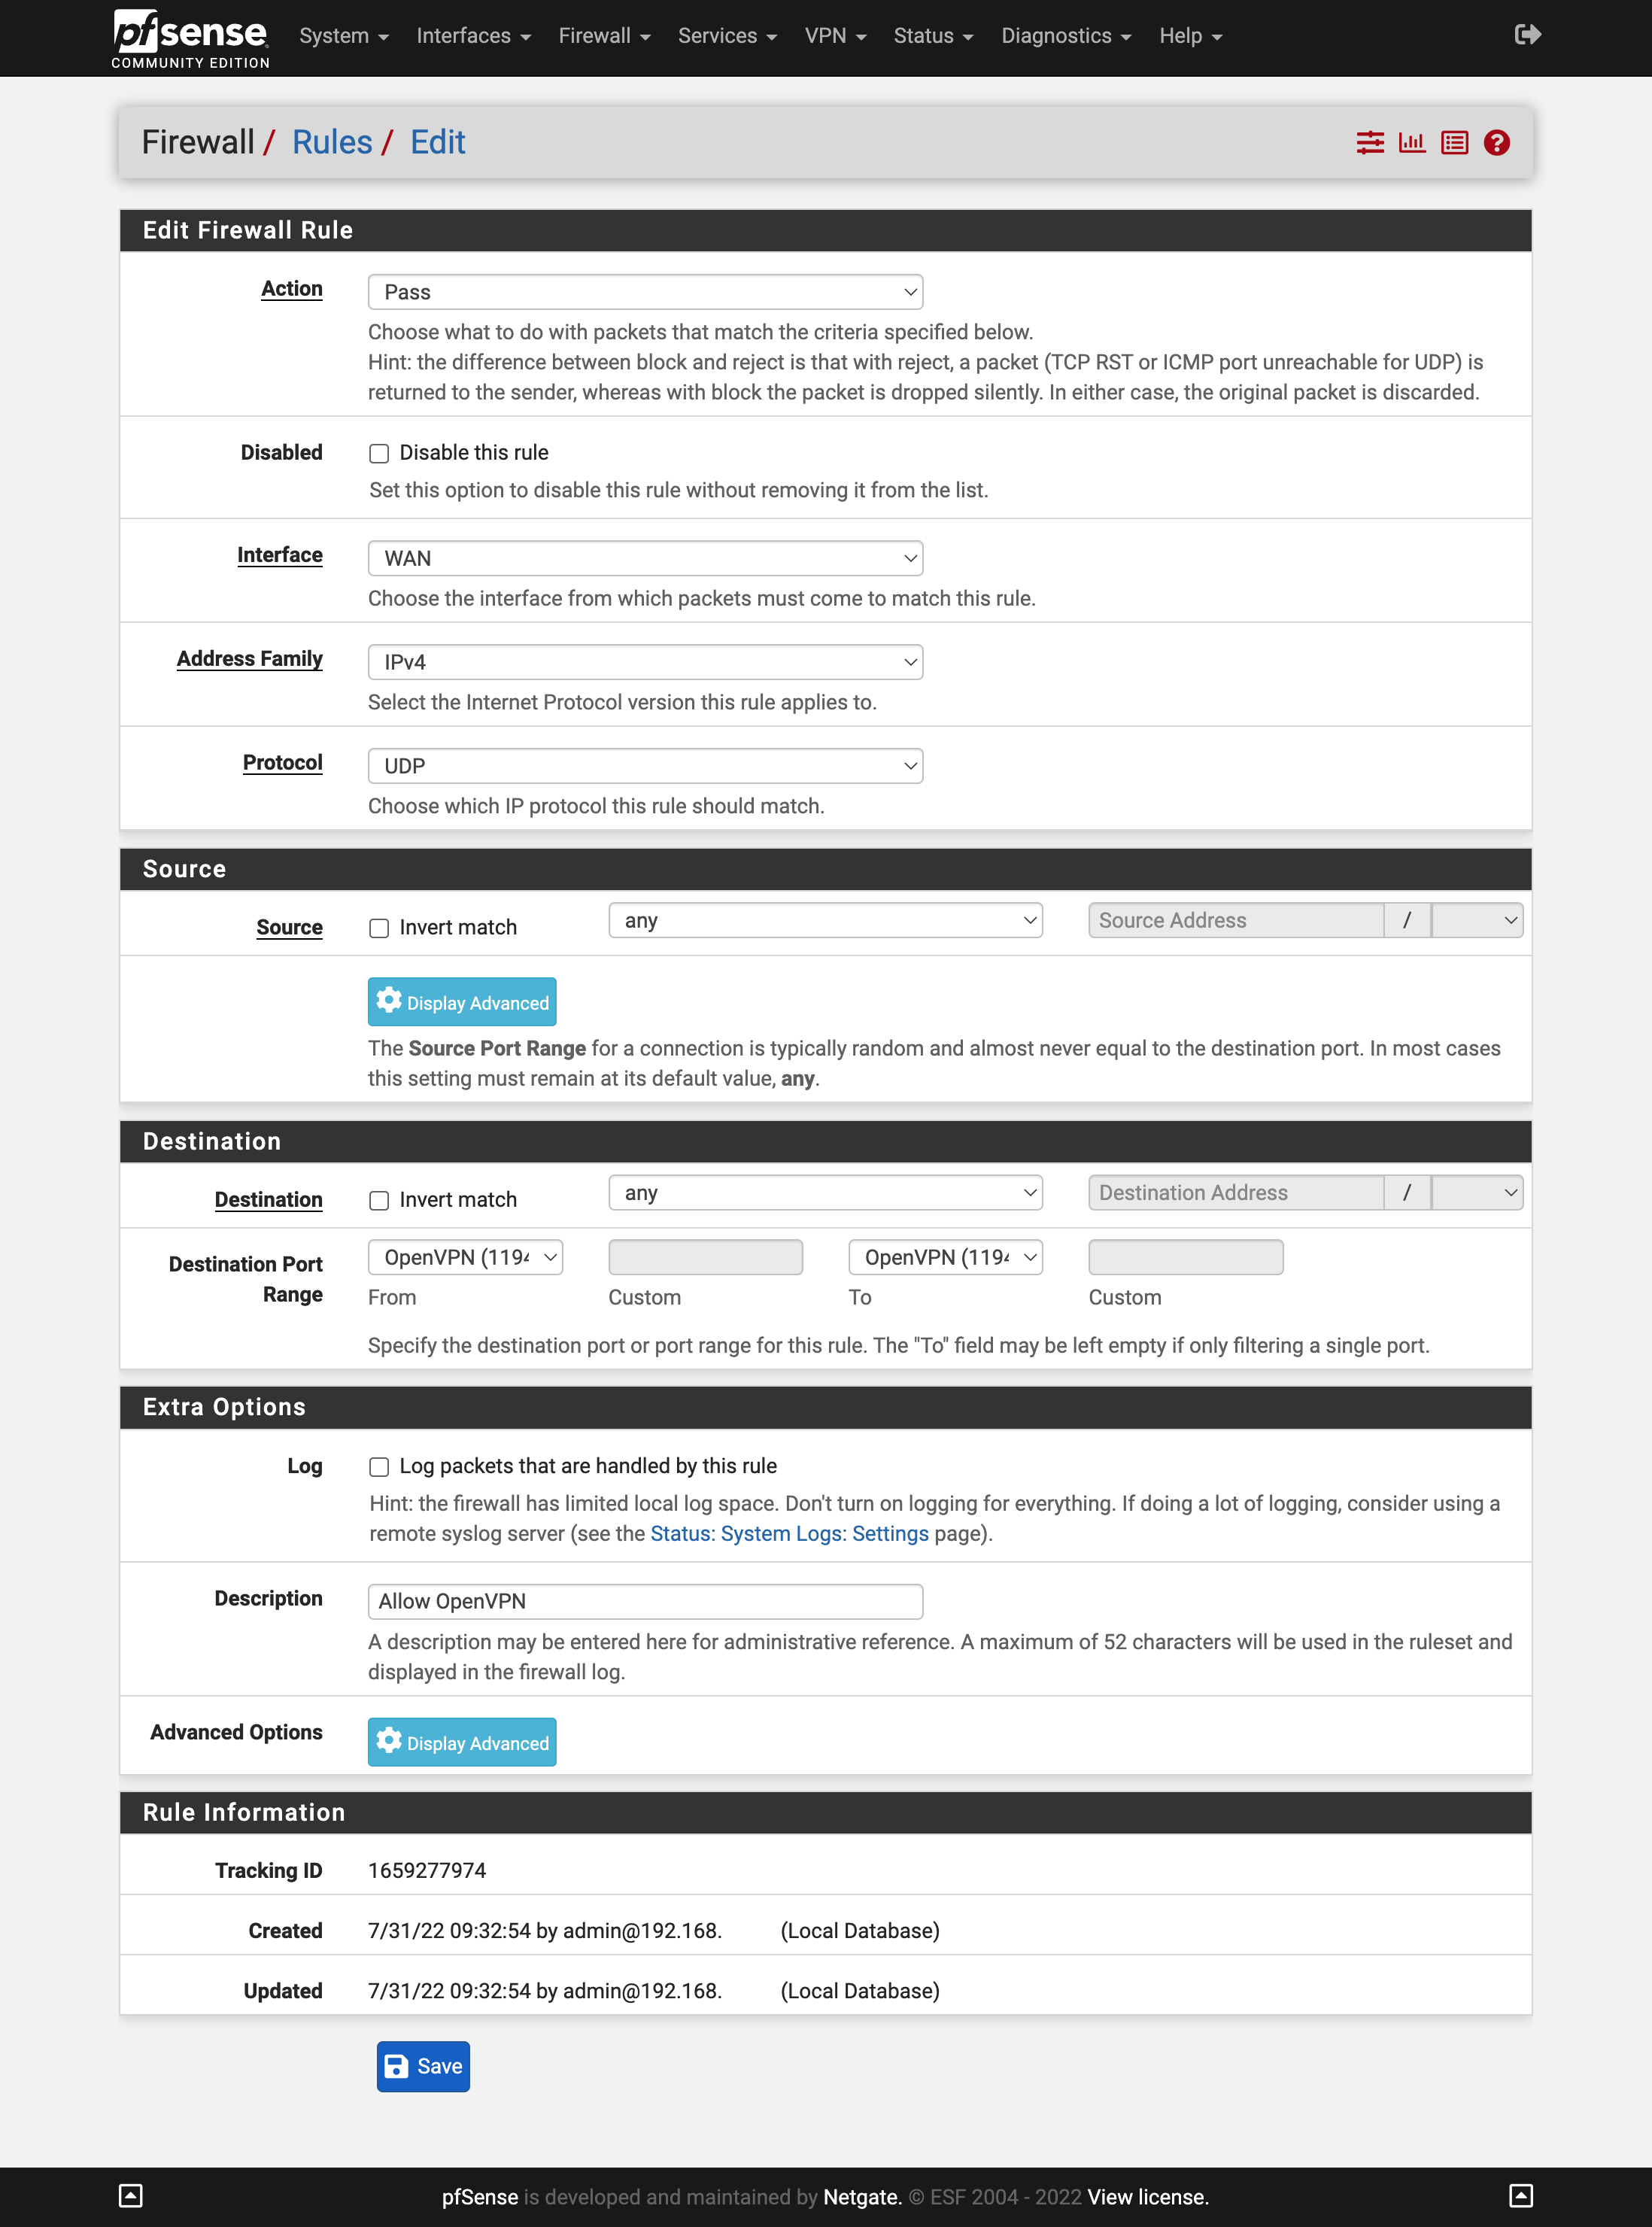 pfsense
COMMUNITY EDITION
System Interfaces Firewall Services VPN Status Diagnostics Help
Firewall / Rules / Edit
Edit Firewall Rule
Action
Pass
Choose what to do with packets that match the criteria specified below.
Hint: the difference between block and reject is that with reject, a packet (TCP RST or ICMP port unreachable for UDP) is
returned to the sender, whereas with block the packet is dropped silently. In either case, the original packet is discarded.
Disabled
Disable this rule
Set this option to disable this rule without removing it from the list.
Interface
WAN
Choose the interface from which packets must come to match this rule.
Address Family
IPv4
Select the Internet Protocol version this rule applies to.
Protocol
UDP
Choose which IP protocol this rule should match.
Source
Source Invert match any Source Address /
Display Advanced
The Source Port Range for a connection is typically random and almost never equal to the destination port. In most cases
this setting must remain at its default value, any.
Destination
Destination Invert match any Destination Address /
Destination Port
Range
OpenVPN (1194 OpenVPN (1194
From Custom To Custom
Specify the destination port or port range for this rule. The "To" field may be left empty if only filtering a single port.
Extra Options
Log
Log packets that are handled by this rule
Hint: the firewall has limited local log space. Don't turn on logging for everything. If doing a lot of logging, consider using a
remote syslog server (see the Status: System Logs: Settings page).
Description
Allow OpenVPN
A description may be entered here for administrative reference. A maximum of 52 characters will be used in the ruleset and
displayed in the firewall log.
Advanced Options
Display Advanced
Rule Information
Tracking ID 1659277974
Created 7/31/22 09:32:54 by admin@192.168. (Local Database)
Updated 7/31/22 09:32:54 by admin@192.168. (Local Database)
Save
pfSense is developed and maintained by Netgate. © ESF 2004 - 2022 View license.